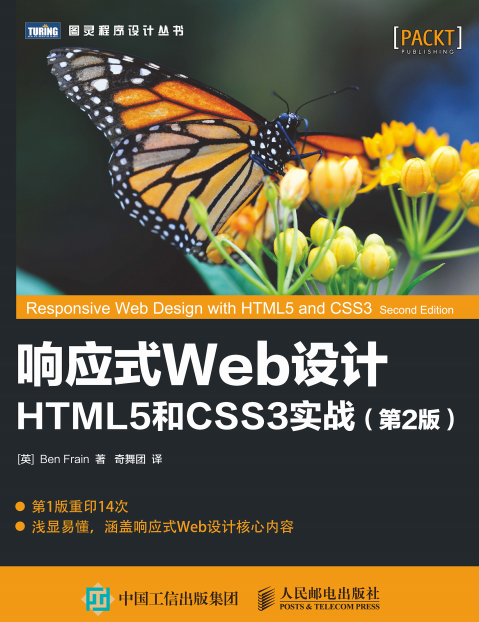 TURING 图灵程序设计丛书
[PACKT]
PUBLISHING
Responsive Web Design with HTML5 and CSS3 Second Edition
响应式Web设计
HTML5和CSS3实战（第2版）
[英] Ben Frain 著 奇舞团 译
第1版重印14次
浅显易懂，涵盖响应式Web设计核心内容
中国工信出版集团
人民邮电出版社
POSTS & TELECOM PRESS